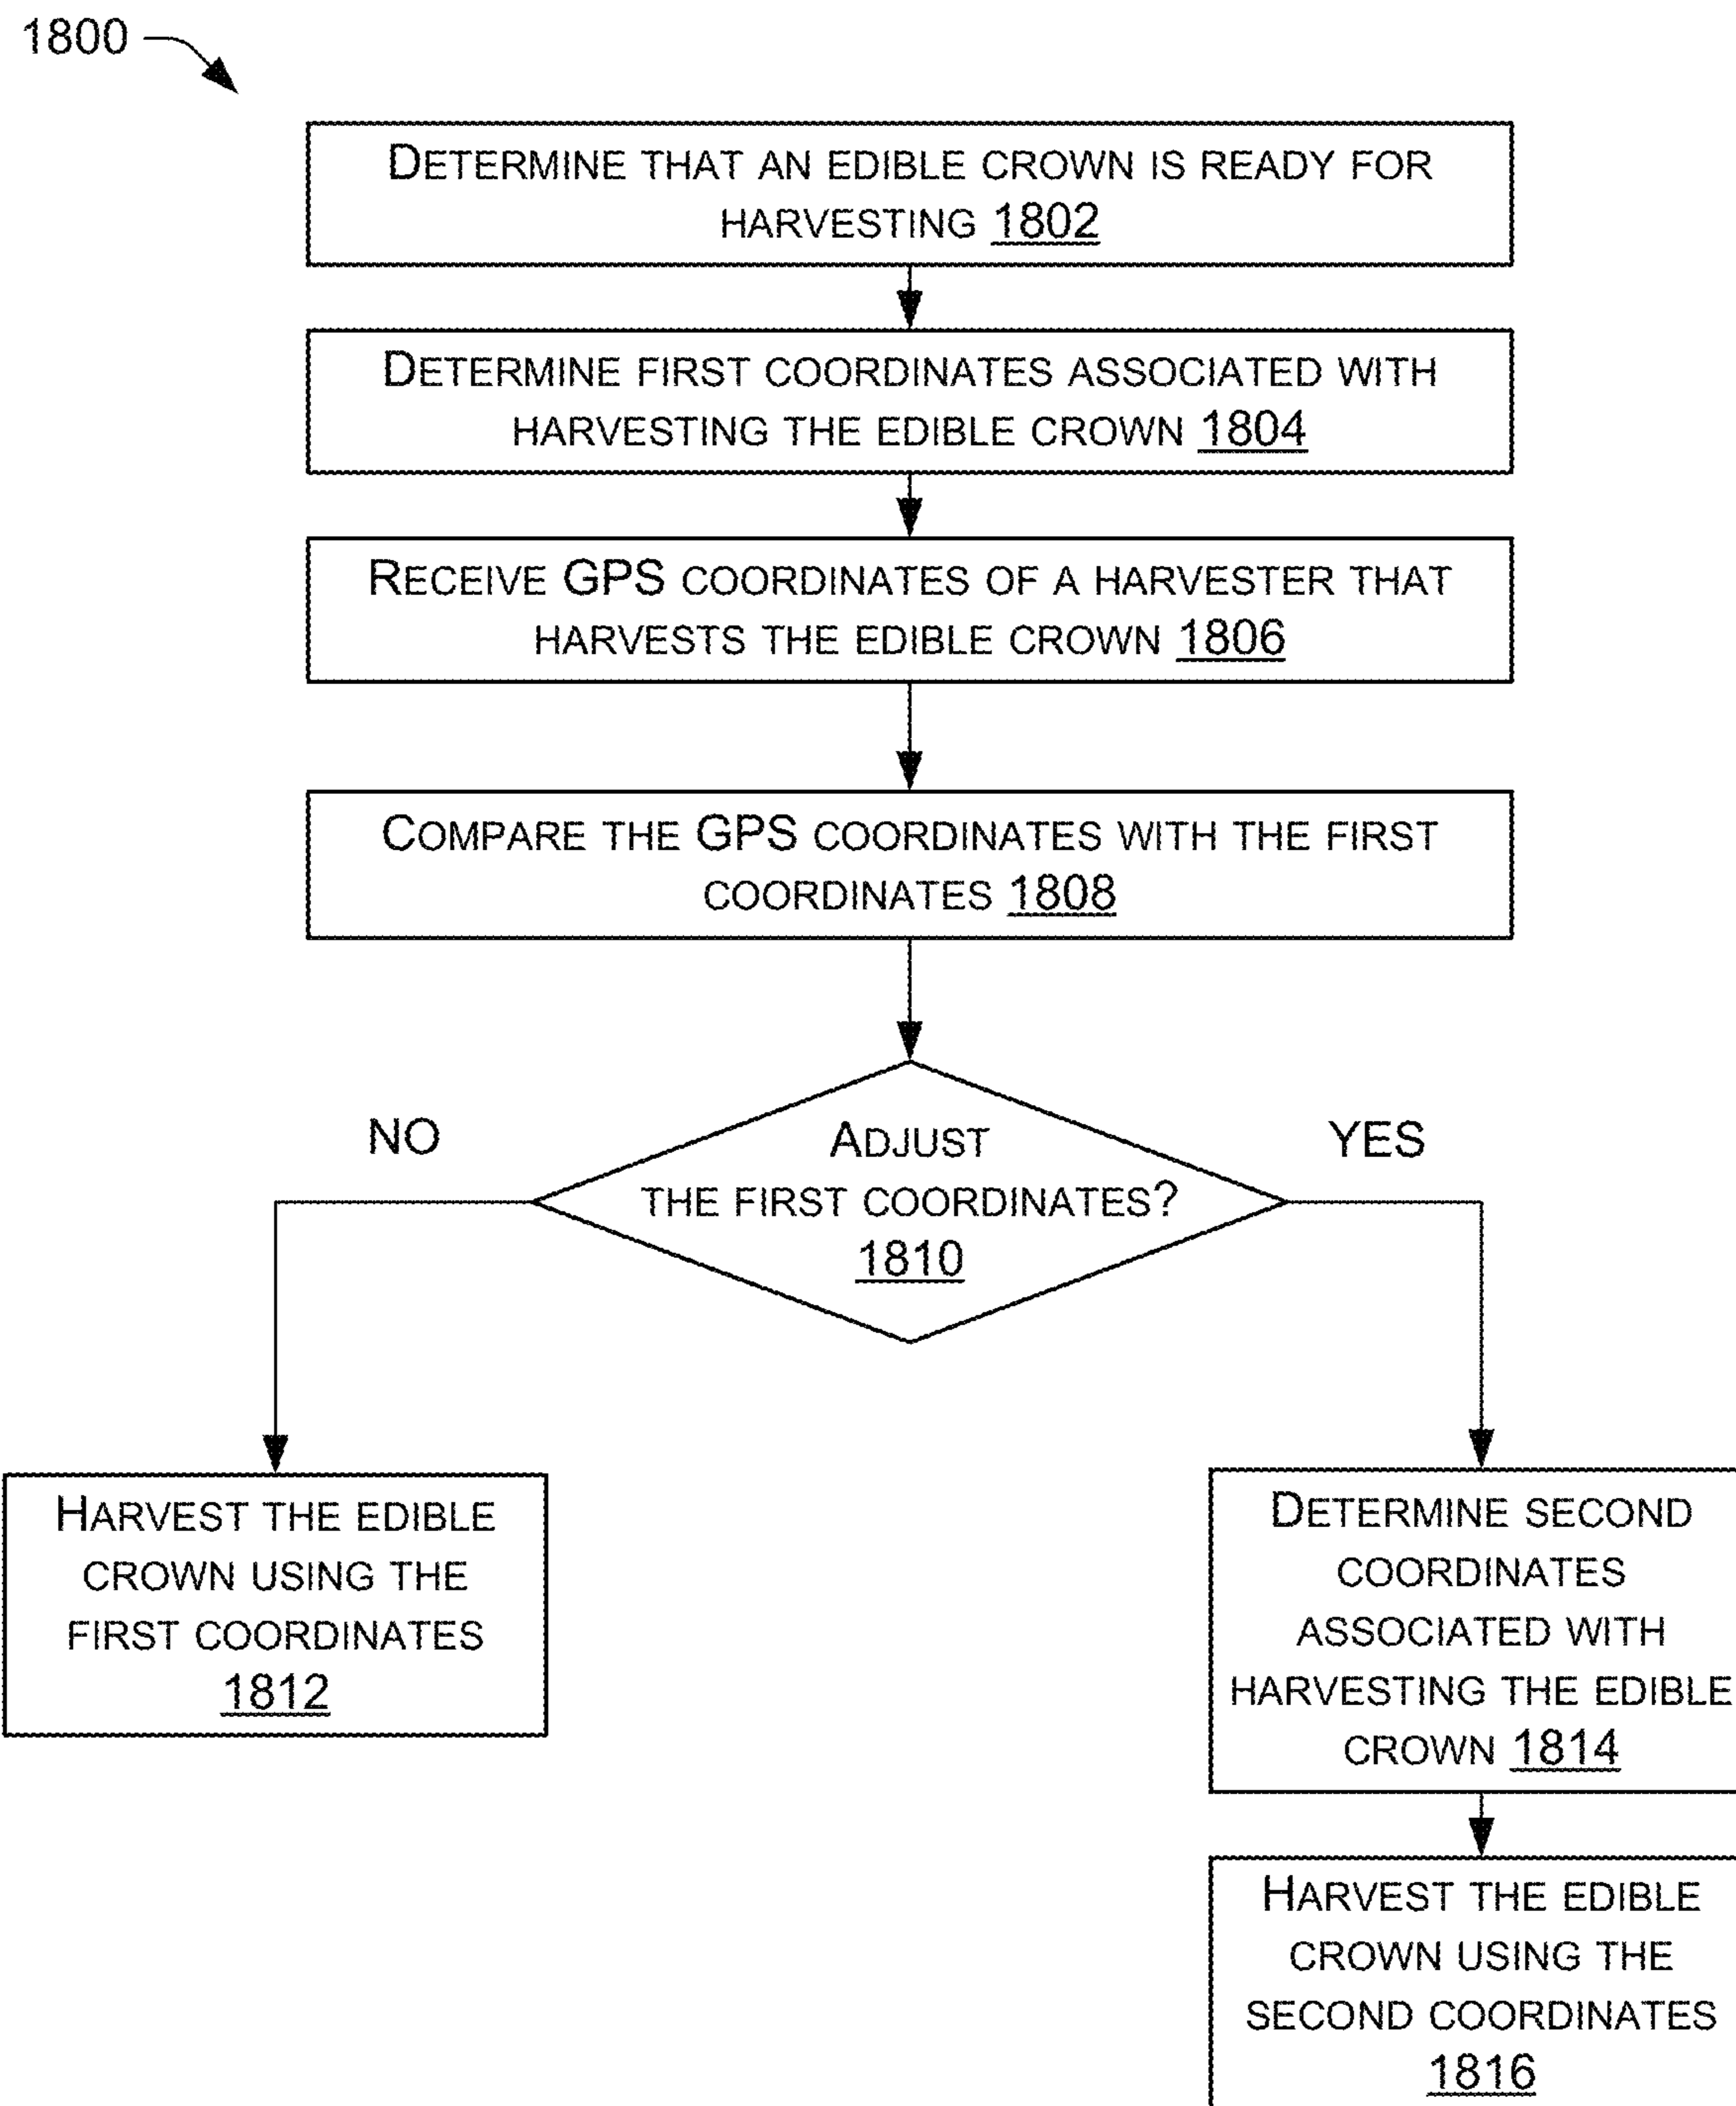 1800
DETERMINE THAT AN EDIBLE CROWN IS READY FOR
HARVESTING 1802
DETERMINE FIRST COORDINATES ASSOCIATED WITH
HARVESTING THE EDIBLE CROWN 1804
RECEIVE GPS COORDINATES OF A HARVESTER THAT
HARVESTS THE EDIBLE CROWN 1806
COMPARE THE GPS COORDINATES WITH THE FIRST
COORDINATES 1808
NO
ADJUST
THE FIRST COORDINATES?
1810
YES
HARVEST THE EDIBLE
CROWN USING THE
FIRST COORDINATES
1812
DETERMINE SECOND
COORDINATES
ASSOCIATED WITH
HARVESTING THE EDIBLE
CROWN 1814
HARVEST THE EDIBLE
CROWN USING THE
SECOND COORDINATES
1816